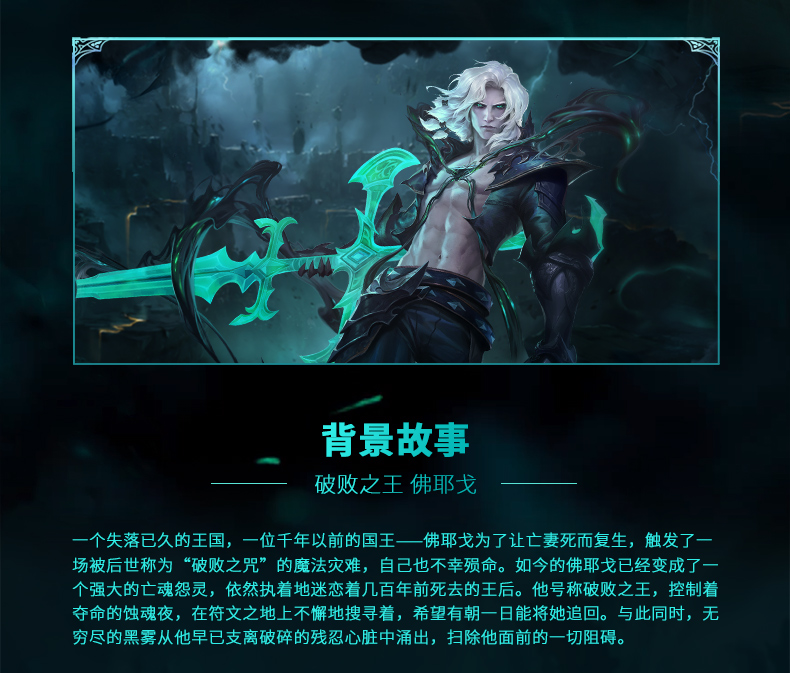 背景故事
破败之王 佛耶戈
一个失落已久的王国，一位千年以前的国王——佛耶戈为了让亡妻死而复生，触发了一
场被后世称为“破败之咒”的魔法灾难，自己也不幸殒命。如今的佛耶戈已经变成了一
个强大的亡魂怨灵，依然执着地迷恋着几百年前死去的王后。他号称破败之王，控制着
夺命的蚀魂夜，在符文之地上不懈地搜寻着，希望有朝一日能将她追回。与此同时，无
穷尽的黑雾从他早已支离破碎的残忍心脏中涌出，扫除他面前的一切阻碍。